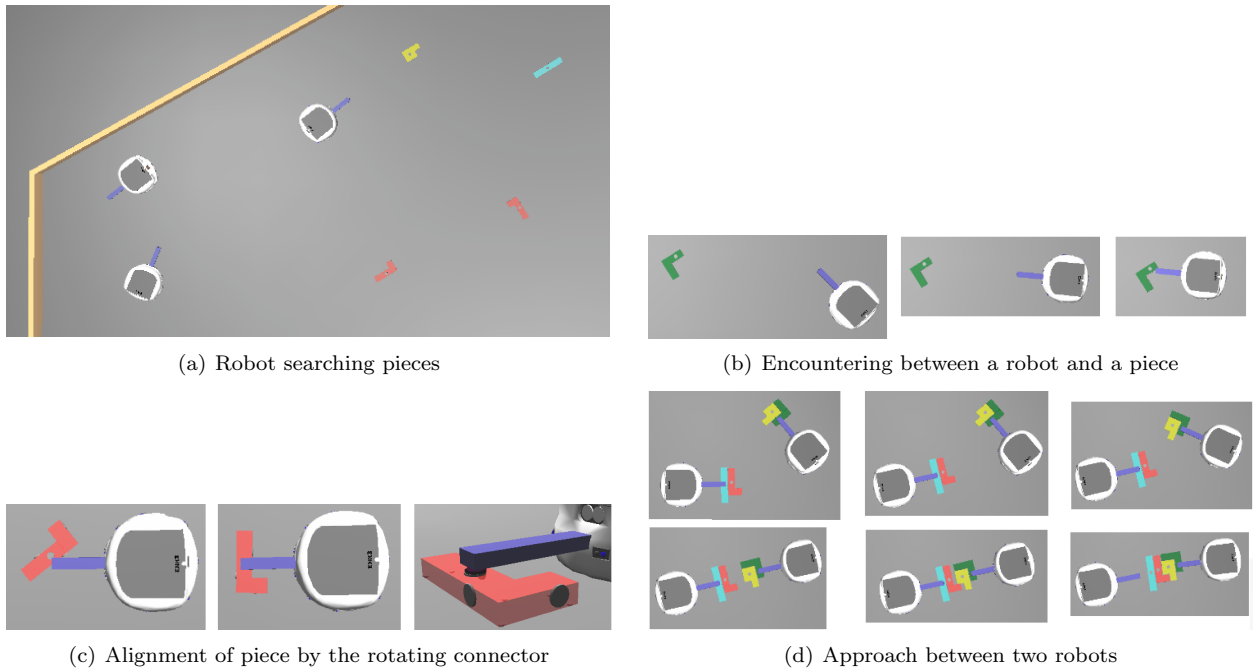 (a) Robot searching pieces
(b) Encountering between a robot and a piece
(c) Alignment of piece by the rotating connector
(d) Approach between two robots